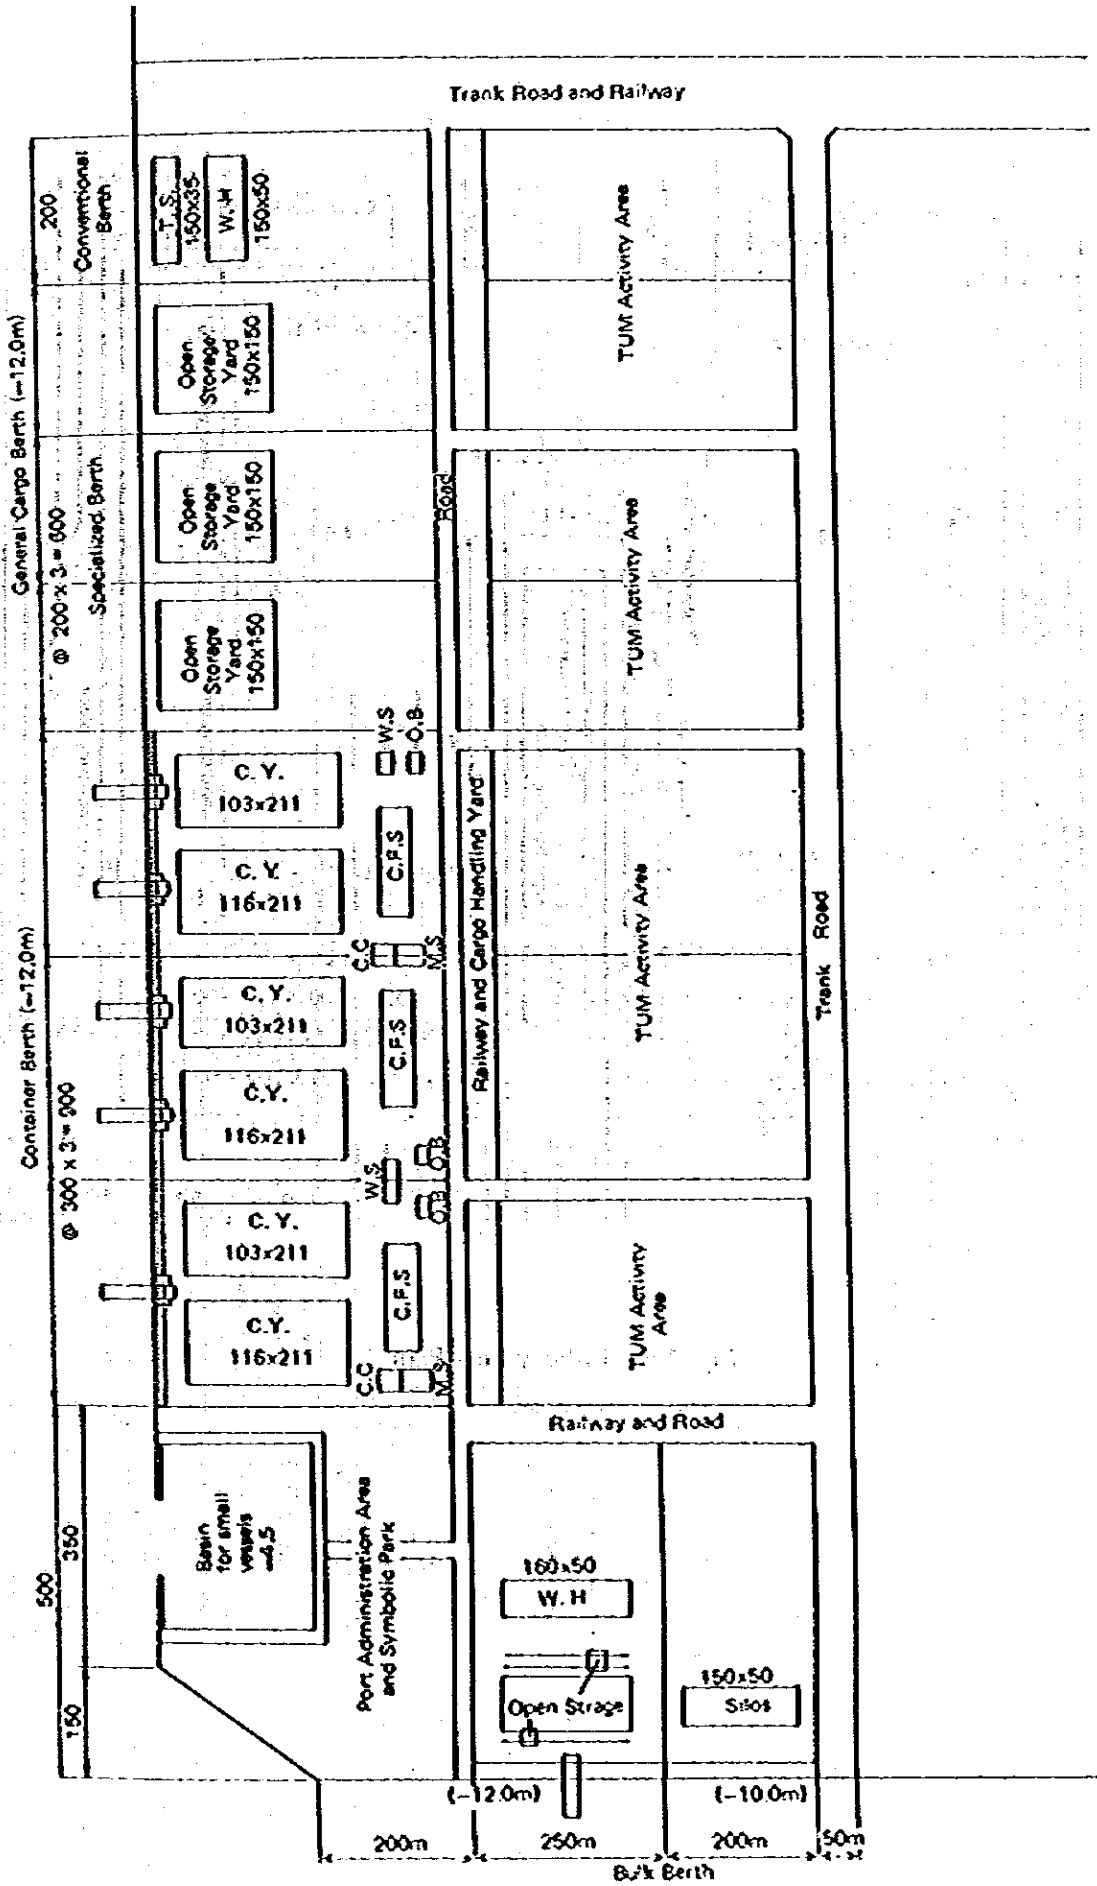 Trank Road and Railway
General Cargo Berth (-12.0m)
200
Conventional
Berth
T.S.
150x35
W.H
150x50
@ 200 x 3 = 600
Specialized Berth
Open
Storage
Yard
150x150
Open
Storage
Yard
150x150
Open
Storage
Yard
150x150
TUM Activity Area
Road
TUM Activity Area
Container Berth (-12.0m)
@ 300 x 3 = 900
C.Y.
103x211
C.Y.
116x211
C.Y.
103x211
C.Y.
116x211
C.Y.
103x211
C.Y.
116x211
W.S
O.B
C.F.S
C.C
M.S
C.F.S
W.S
O.B
O.B
C.F.S
C.C
M.S
Railway and Cargo Handling Yard
TUM Activity Area
Trank Road
TUM Activity
Area
Railway and Road
500
350
150
Basin
for small
vessels
-4.5
Port Administration Area
and Symbolic Park
160x50
W.H
Open Strage
150x50
Silos
(-12.0m)
(-10.0m)
200m
250m
200m
50m
Bulk Berth